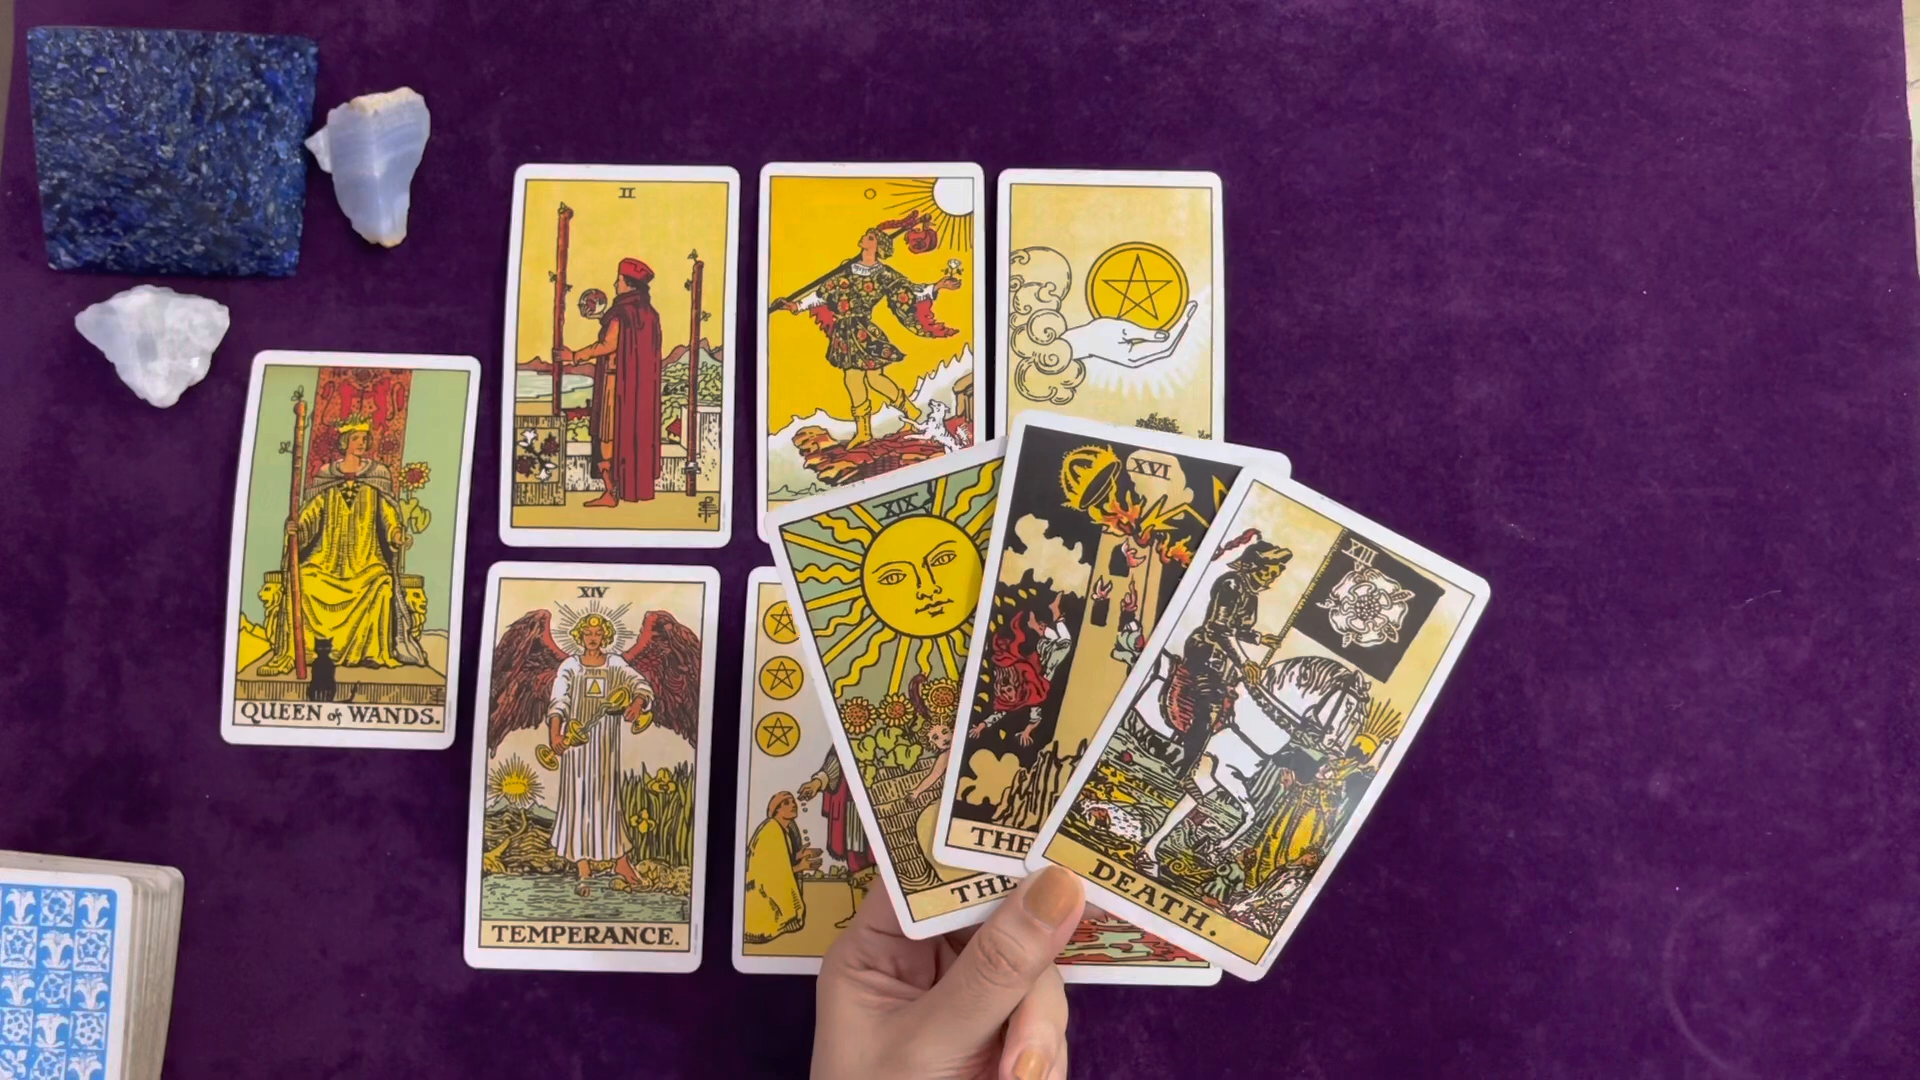 II
XIX
XVI
XIII
QUEEN of WANDS.
XIV
TEMPERANCE.
THE
THE
DEATH.